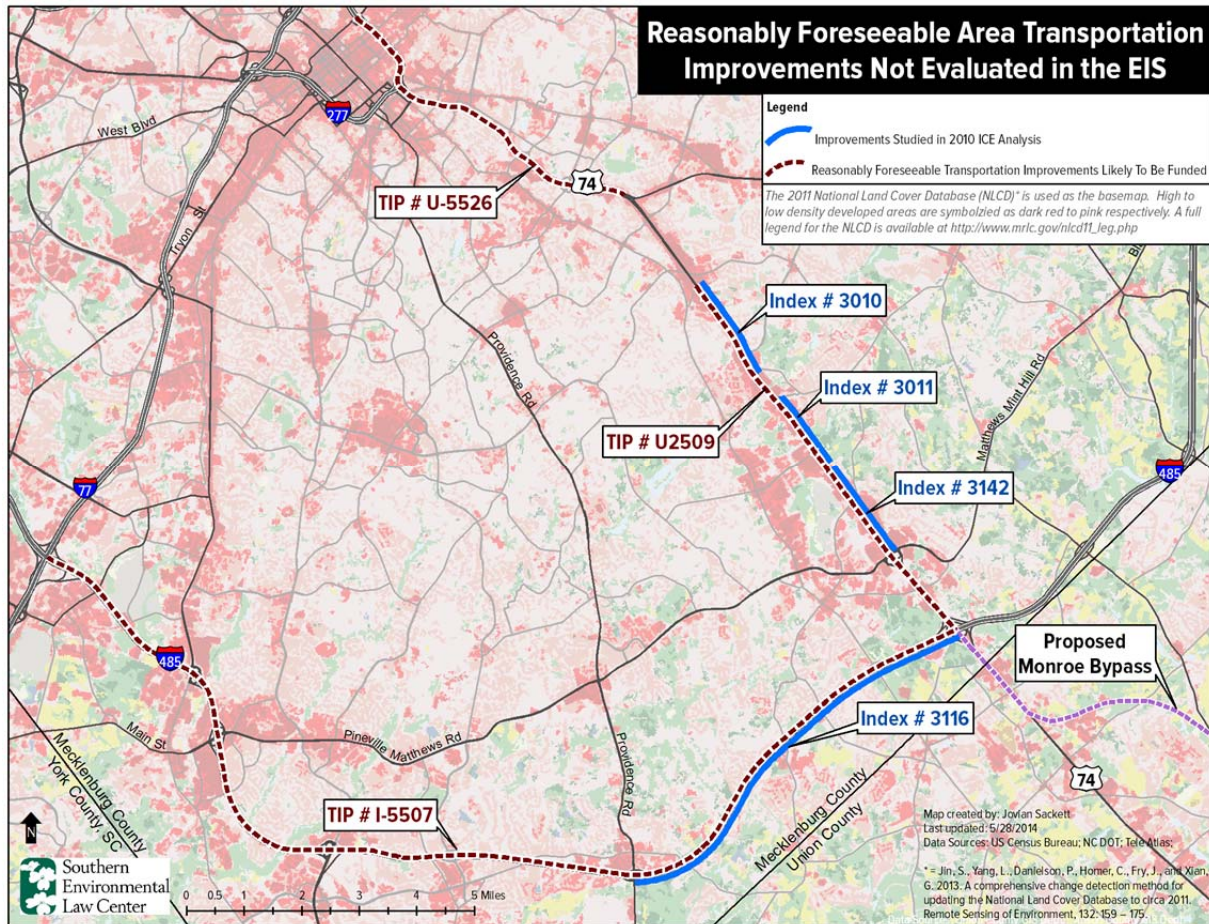 Reasonably Foreseeable Area Transportation
Improvements Not Evaluated in the EIS
Legend
Improvements Studied in 2010 ICE Analysis
Reasonably Foreseeable Transportation Improvements Likely To Be Funded
The 2011 National Land Cover Database (NLCD)* is used as the basemap. High to
low density developed areas are symbolzied as dark red to pink respectively. A full
legend for the NLCD is available at http://www.mrlc.gov/nlcd11_leg.php
277
West Blvd
74
TIP # U-5526
Tryon St
Index # 3010
Providence Rd
Index # 3011
Matthews Mint Hill Rd
TIP # U2509
485
77
Index # 3142
Proposed
Monroe Bypass
485
Index # 3116
Main St
Pineville Matthews Rd
Providence Rd
74
Mecklenburg County
York County, SC
Mecklenburg County
Union County
TIP # I-5507
N
Southern
Environmental
Law Center
0 0.5 1 2 3 4 5 Miles
Map created by: Jovian Sackett
Last updated: 5/28/2014
Data Sources: US Census Bureau; NC DOT; Tele Atlas;
* = Jin, S., Yang, L., Danielson, P., Homer, C., Fry, J., and Xian,
G. 2013. A comprehensive change detection method for
updating the National Land Cover Database to circa 2011.
Remote Sensing of Environment, 132: 159 – 175.